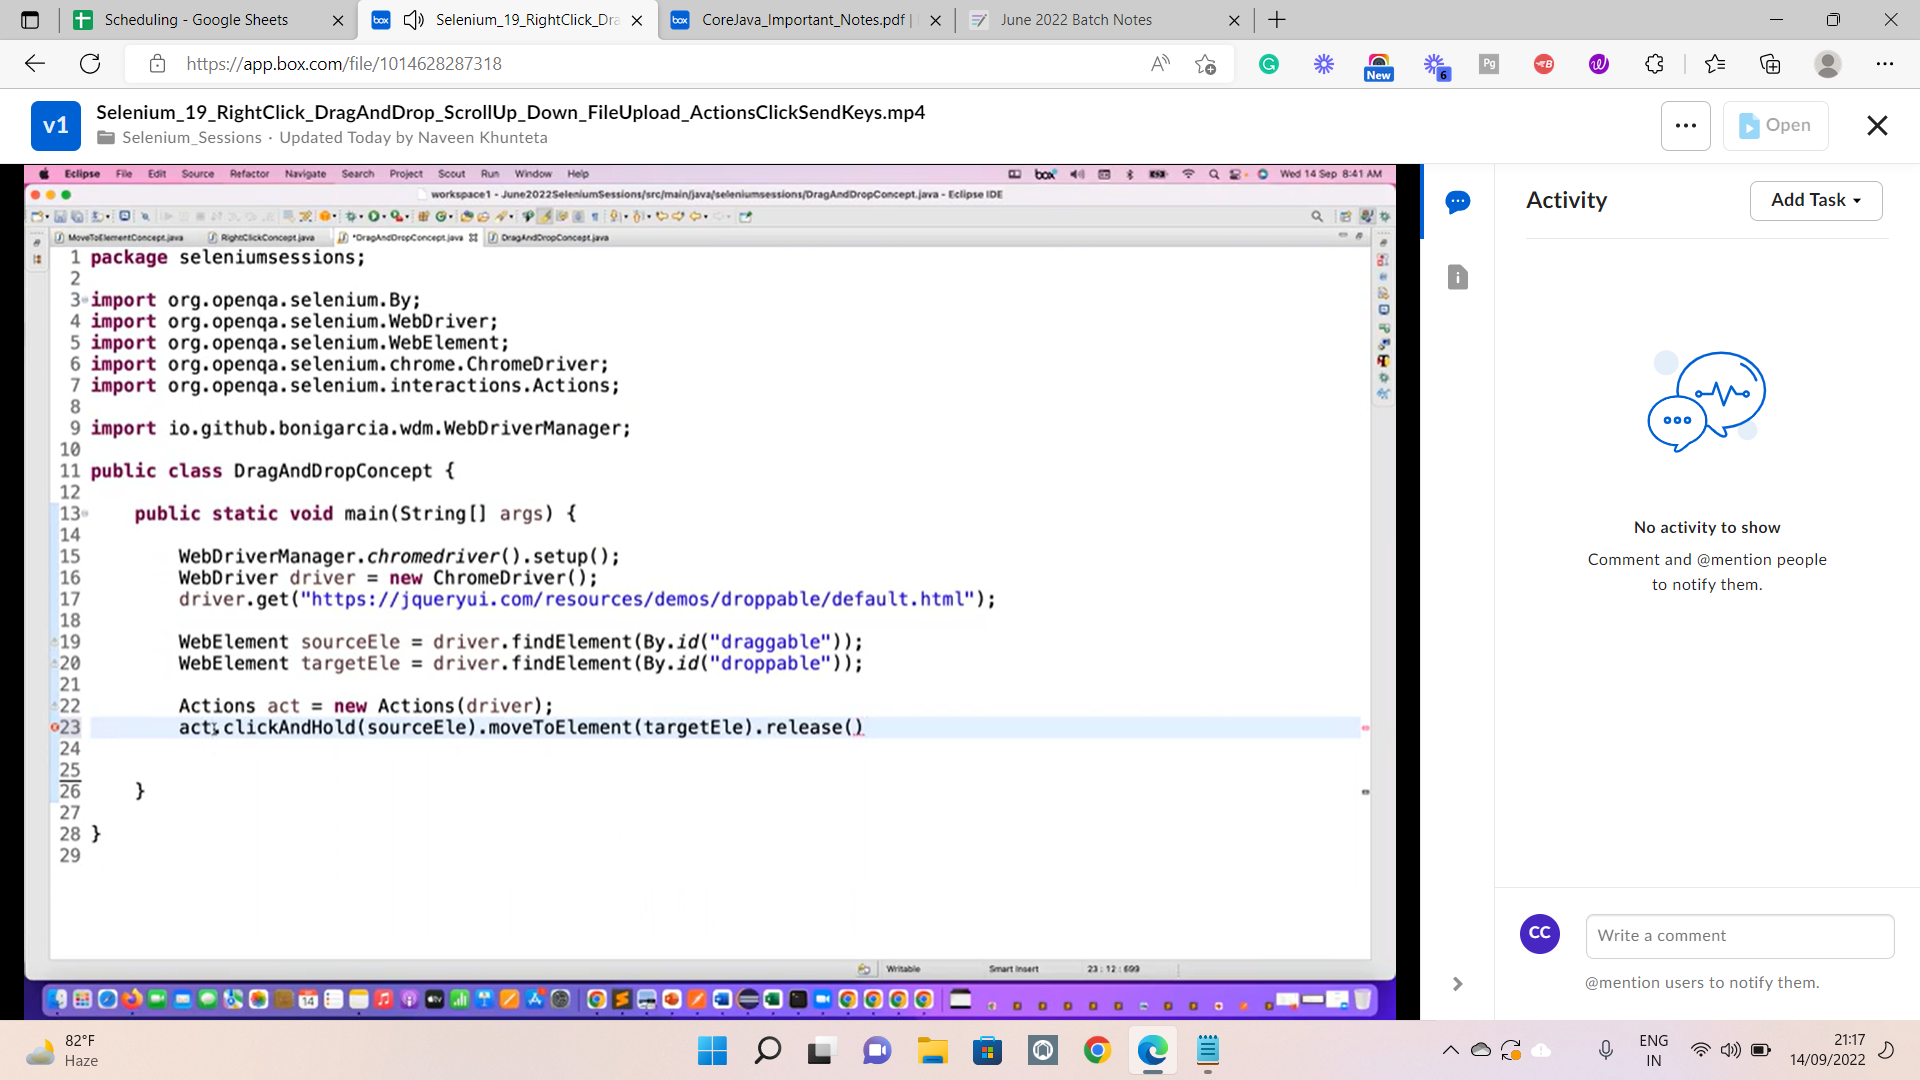 Scheduling - Google Sheets
Selenium_19_RightClick_Dra
CoreJava_Important_Notes.pdf |
June 2022 Batch Notes
https://app.box.com/file/1014628287318
New
6
Pg
v1
Selenium_19_RightClick_DragAndDrop_ScrollUp_Down_FileUpload_ActionsClickSendKeys.mp4
Selenium_Sessions · Updated Today by Naveen Khunteta
Open
Eclipse File Edit Source Refactor Navigate Search Project Scout Run Window Help
box
Wed 14 Sep 8:41 AM
workspace1 - June2022SeleniumSessions/src/main/java/seleniumsessions/DragAndDropConcept.java - Eclipse IDE
MoveToElementConcept.java
RightClickConcept.java
*DragAndDropConcept.java
DragAndDropConcept.java
1 package seleniumsessions;
2
3 import org.openqa.selenium.By;
4 import org.openqa.selenium.WebDriver;
5 import org.openqa.selenium.WebElement;
6 import org.openqa.selenium.chrome.ChromeDriver;
7 import org.openqa.selenium.interactions.Actions;
8
9 import io.github.bonigarcia.wdm.WebDriverManager;
10
11 public class DragAndDropConcept {
12
13 public static void main(String[] args) {
14
15 WebDriverManager.chromedriver().setup();
16 WebDriver driver = new ChromeDriver();
17 driver.get("https://jqueryui.com/resources/demos/droppable/default.html");
18
19 WebElement sourceEle = driver.findElement(By.id("draggable"));
20 WebElement targetEle = driver.findElement(By.id("droppable"));
21
22 Actions act = new Actions(driver);
23 act.clickAndHold(sourceEle).moveToElement(targetEle).release()
24
25
26 }
27
28 }
29
Writable
Smart Insert
23 : 12 : 699
Activity
Add Task
No activity to show
Comment and @mention people
to notify them.
CC
Write a comment
@mention users to notify them.
82°F
Haze
ENG
IN
21:17
14/09/2022